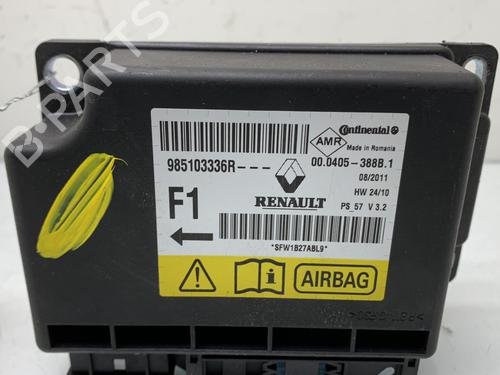 Continental
AMR
Made in Romania
985103336R---
00.0405-388B.1
08/2011
HW 24/10
F1
RENAULT
PS_57 V 3.2
*SFW1B27ABL9*
AIRBAG
B-PARTS